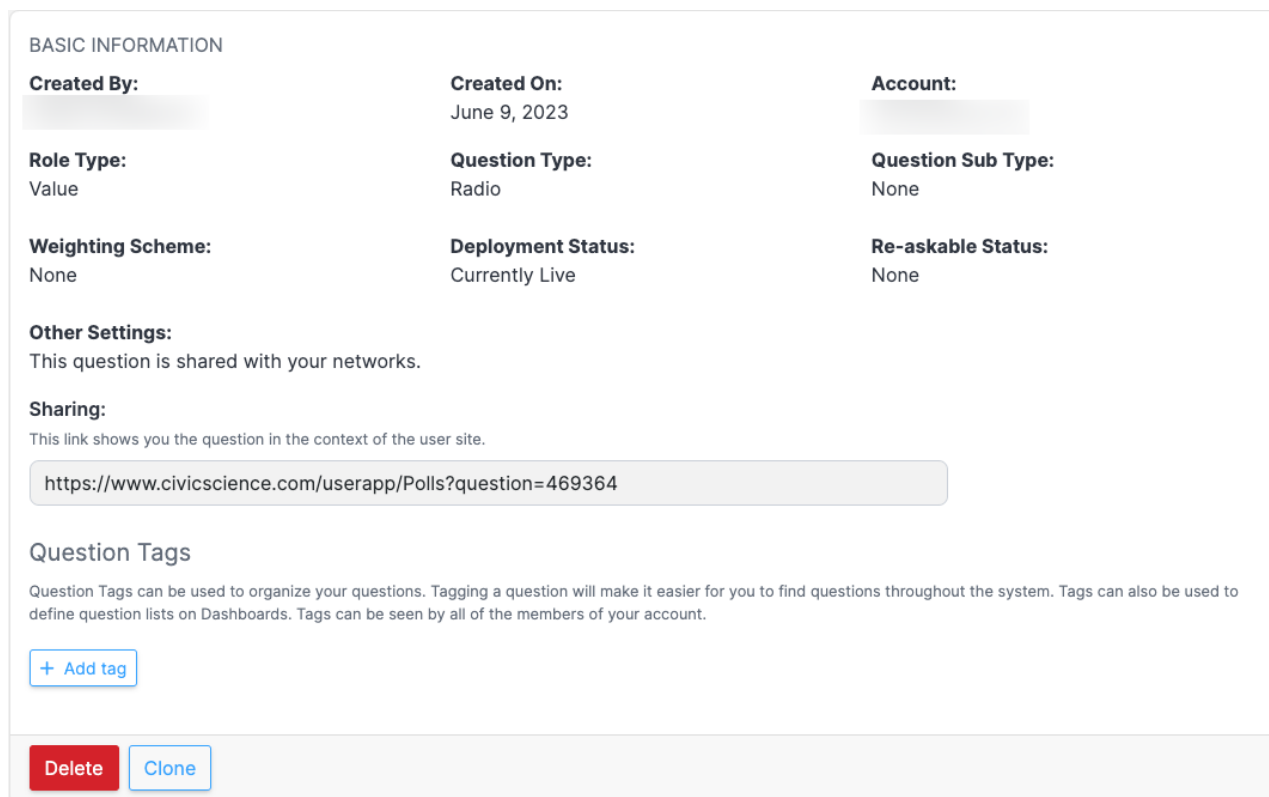 BASIC INFORMATION
Created By:
Created On:
Account:
June 9, 2023
Role Type:
Question Type:
Question Sub Type:
Value
Radio
None
Weighting Scheme:
Deployment Status:
Re-askable Status:
None
Currently Live
None
Other Settings:
This question is shared with your networks.
Sharing:
This link shows you the question in the context of the user site.
https://www.civicscience.com/userapp/Polls?question=469364
Question Tags
Question Tags can be used to organize your questions. Tagging a question will make it easier for you to find questions throughout the system. Tags can also be used to
define question lists on Dashboards. Tags can be seen by all of the members of your account.
+ Add tag
Delete
Clone